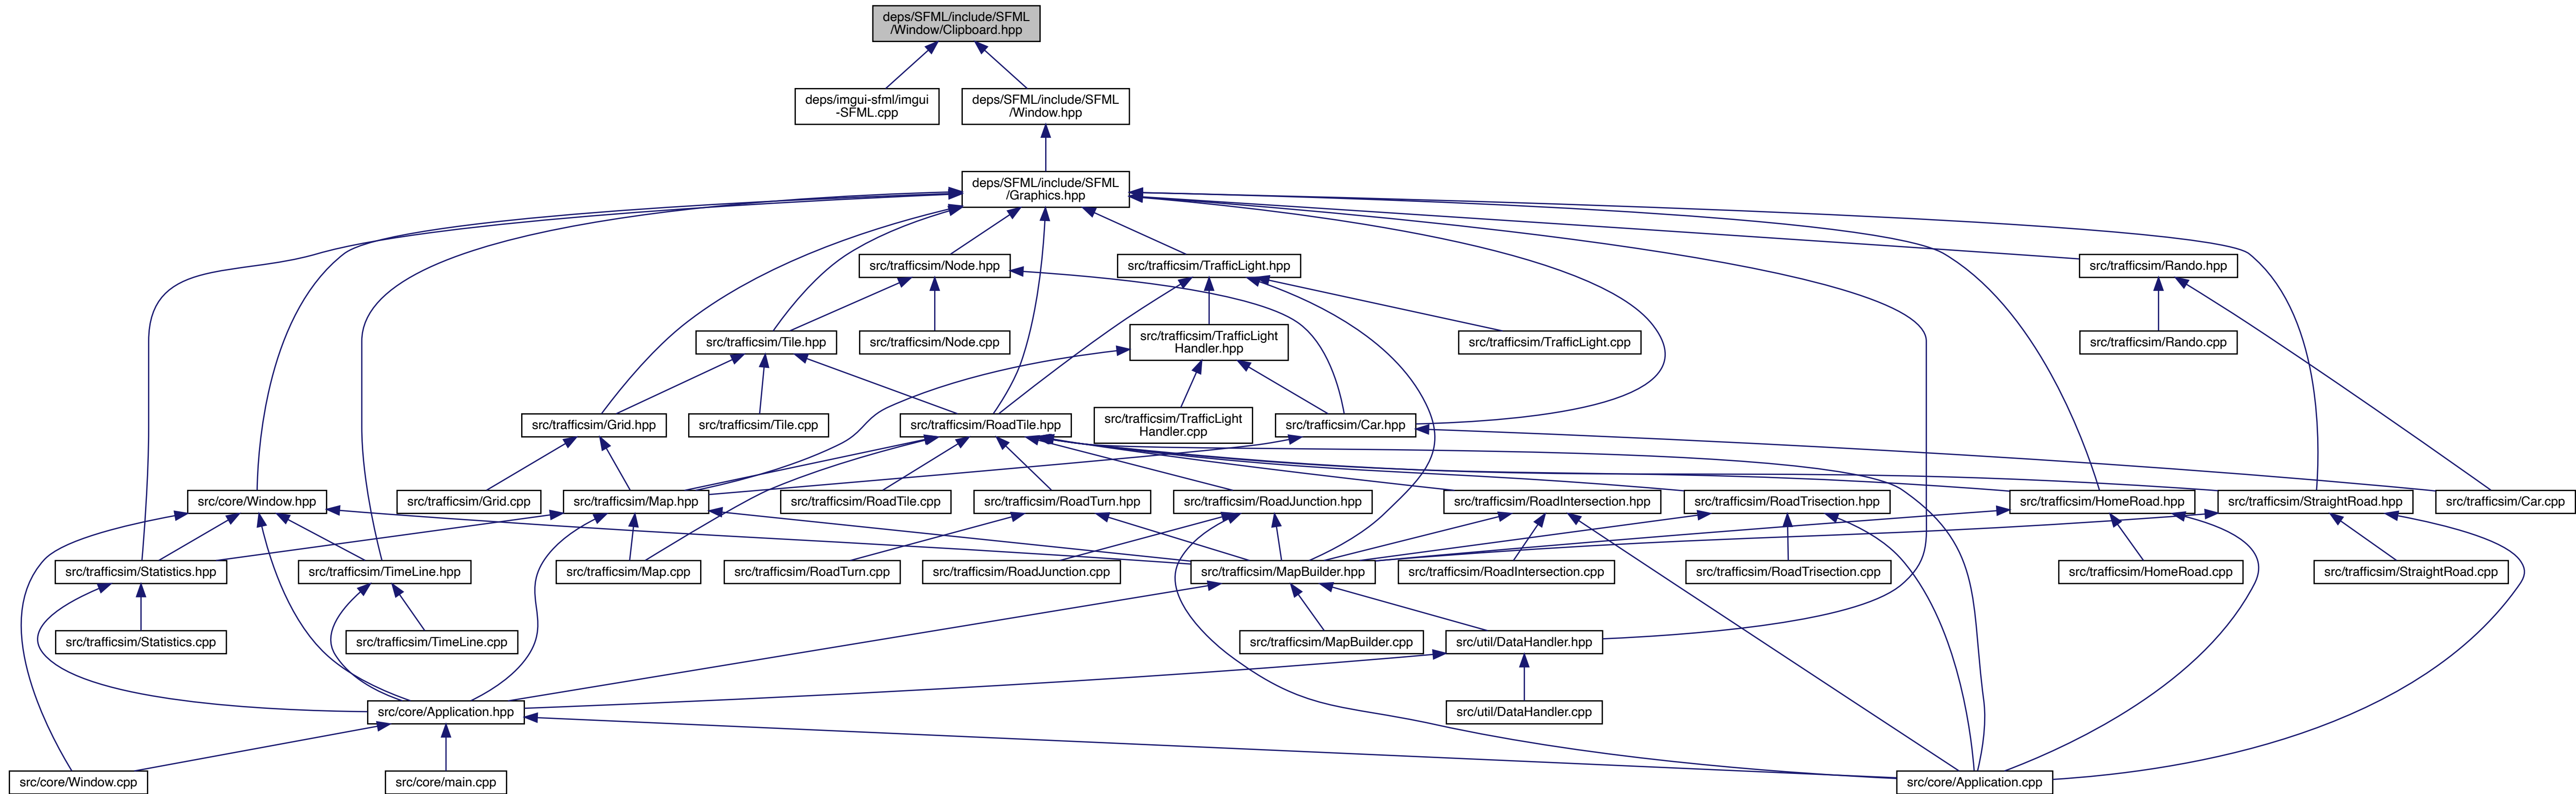 deps/SFML/include/SFML
/Window/Clipboard.hpp
deps/imgui-sfml/imgui
-SFML.cpp
deps/SFML/include/SFML
/Window.hpp
deps/SFML/include/SFML
/Graphics.hpp
src/trafficsim/Node.hpp
src/trafficsim/TrafficLight.hpp
src/trafficsim/Rando.hpp
src/trafficsim/Tile.hpp
src/trafficsim/Node.cpp
src/trafficsim/TrafficLight
Handler.hpp
src/trafficsim/TrafficLight.cpp
src/trafficsim/Rando.cpp
src/trafficsim/Grid.hpp
src/trafficsim/Tile.cpp
src/trafficsim/RoadTile.hpp
src/trafficsim/TrafficLight
Handler.cpp
src/trafficsim/Car.hpp
src/core/Window.hpp
src/trafficsim/Grid.cpp
src/trafficsim/Map.hpp
src/trafficsim/RoadTile.cpp
src/trafficsim/RoadTurn.hpp
src/trafficsim/RoadJunction.hpp
src/trafficsim/RoadIntersection.hpp
src/trafficsim/RoadTrisection.hpp
src/trafficsim/HomeRoad.hpp
src/trafficsim/StraightRoad.hpp
src/trafficsim/Car.cpp
src/trafficsim/Statistics.hpp
src/trafficsim/TimeLine.hpp
src/trafficsim/Map.cpp
src/trafficsim/RoadTurn.cpp
src/trafficsim/RoadJunction.cpp
src/trafficsim/MapBuilder.hpp
src/trafficsim/RoadIntersection.cpp
src/trafficsim/RoadTrisection.cpp
src/trafficsim/HomeRoad.cpp
src/trafficsim/StraightRoad.cpp
src/trafficsim/Statistics.cpp
src/trafficsim/TimeLine.cpp
src/trafficsim/MapBuilder.cpp
src/util/DataHandler.hpp
src/core/Application.hpp
src/util/DataHandler.cpp
src/core/Window.cpp
src/core/main.cpp
src/core/Application.cpp